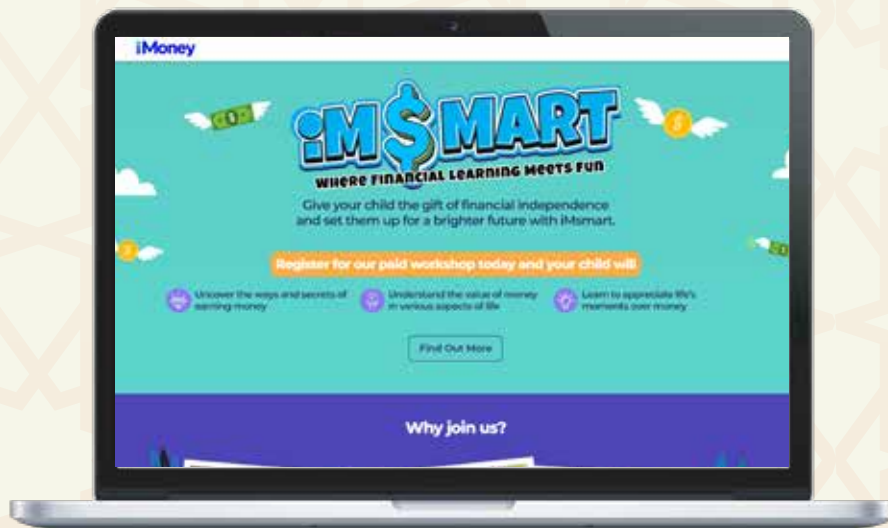 iMoney
iM$MART
WHERE FINANCIAL LEARNING MEETS FUN
Give your child the gift of financial independence
and set them up for a brighter future with iMsmart.
Register for our paid workshop today and your child will
Uncover the ways and secrets of
earning money
Understand the value of money
in various aspects of life
Learn to appreciate life's
moments over money
Find Out More
Why join us?